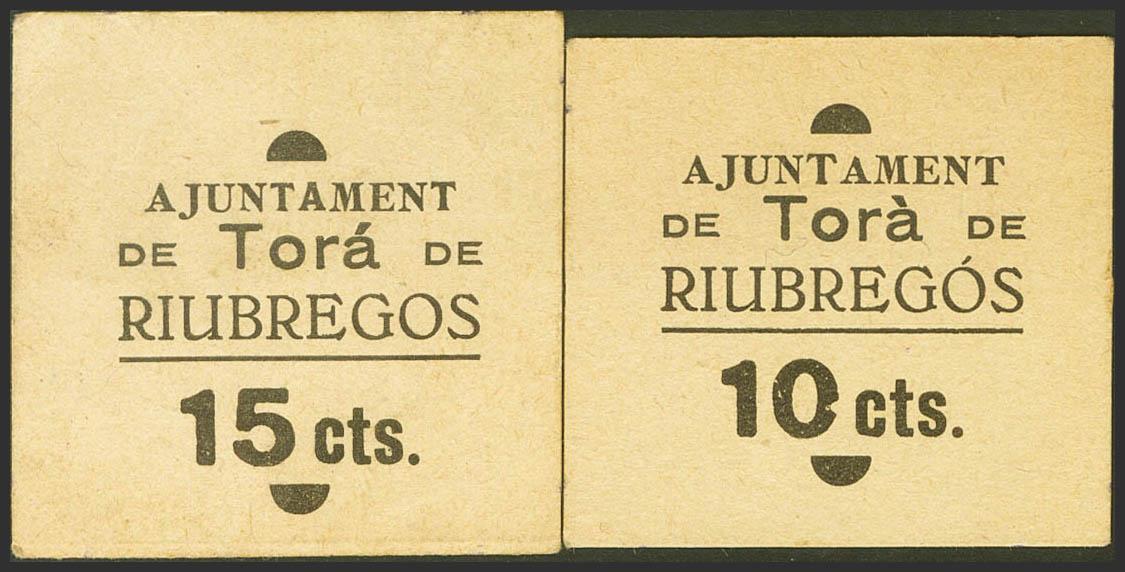 AJUNTAMENT
DE Torá DE
RIUBREGOS
15 cts.
AJUNTAMENT
DE Torà DE
RIUBREGÓS
10 cts.